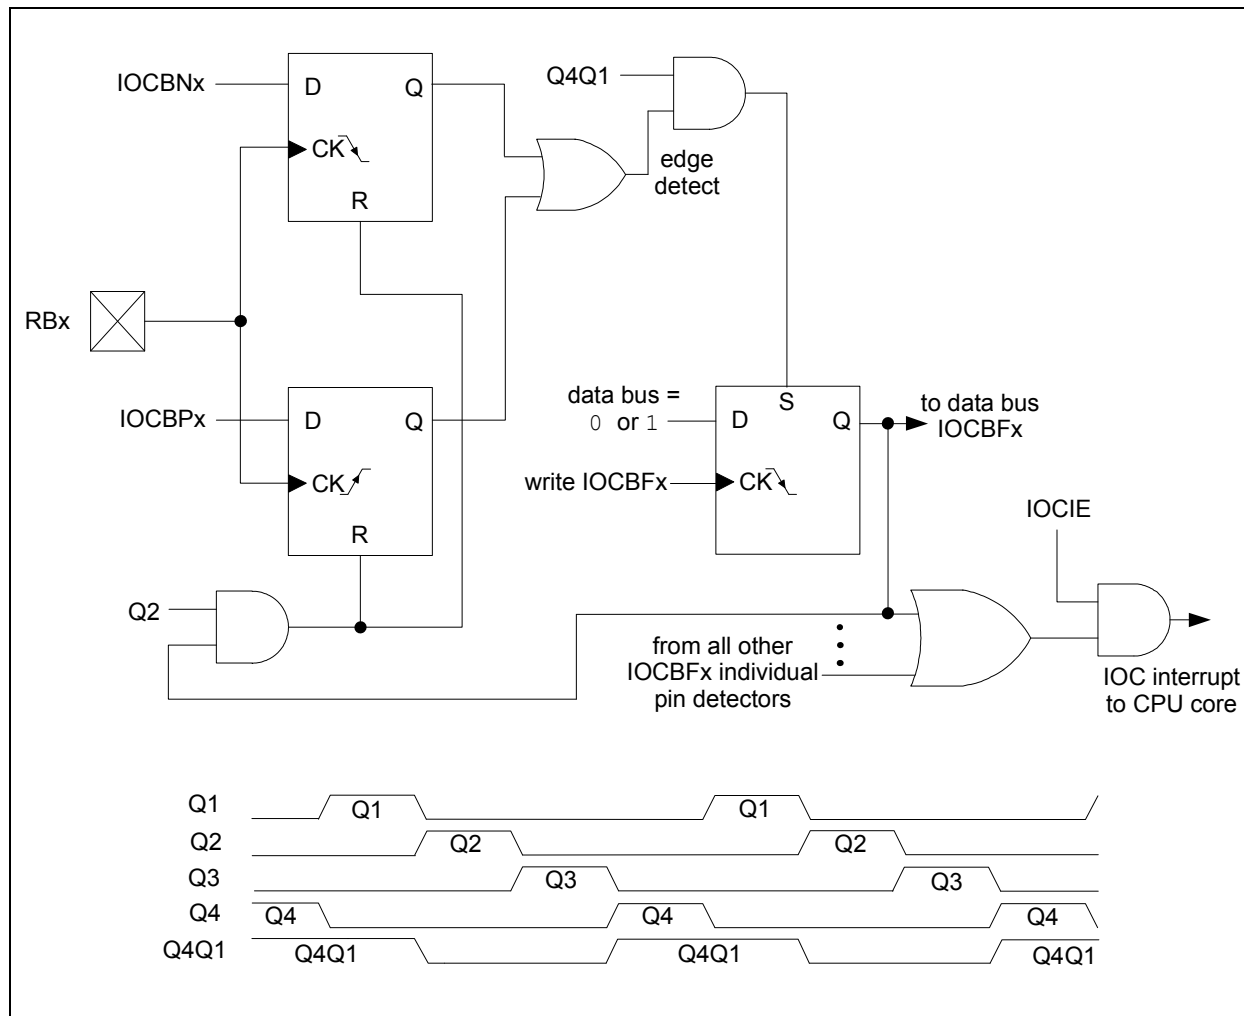 IOCBNx
D
Q
CK
R
Q4Q1
edge
detect
RBx
IOCBPx
D
Q
CK
R
data bus =
0 or 1
D
S
Q
to data bus
IOCBFx
write IOCBFx
CK
IOCIE
Q2
from all other
IOCBFx individual
pin detectors
IOC interrupt
to CPU core
Q1
Q1
Q1
Q2
Q2
Q2
Q3
Q3
Q3
Q4
Q4
Q4
Q4
Q4Q1
Q4Q1
Q4Q1
Q4Q1